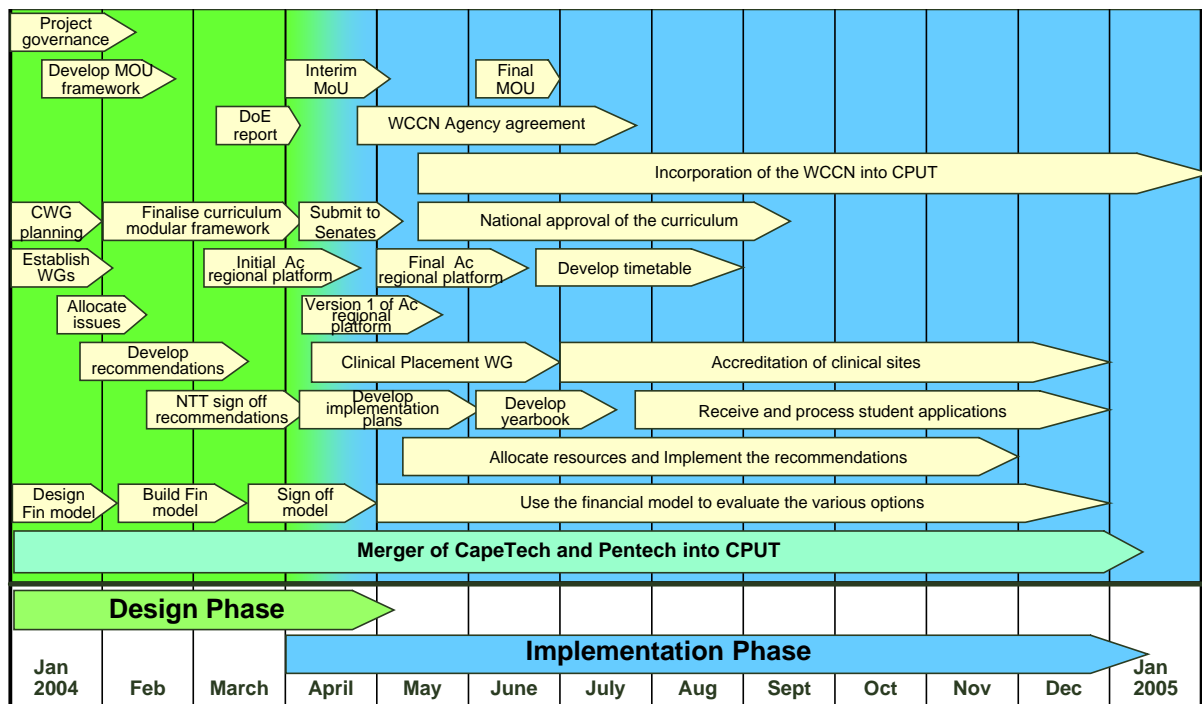 Project
governance
Develop MOU
framework
Interim
MoU
Final
MOU
DoE
report
WCCN Agency agreement
Incorporation of the WCCN into CPUT
CWG
planning
Finalise curriculum
modular framework
Submit to
Senates
National approval of the curriculum
Establish
WGs
Initial Ac
regional platform
Final Ac
regional platform
Develop timetable
Allocate
issues
Version 1 of Ac
regional
platform
Develop
recommendations
Clinical Placement WG
Accreditation of clinical sites
NTT sign off
recommendations
Develop
implementation
plans
Develop
yearbook
Receive and process student applications
Allocate resources and Implement the recommendations
Design
Fin model
Build Fin
model
Sign off
model
Use the financial model to evaluate the various options
Merger of CapeTech and Pentech into CPUT
Design Phase
Implementation Phase
Jan
2004
Feb
March
April
May
June
July
Aug
Sept
Oct
Nov
Dec
Jan
2005